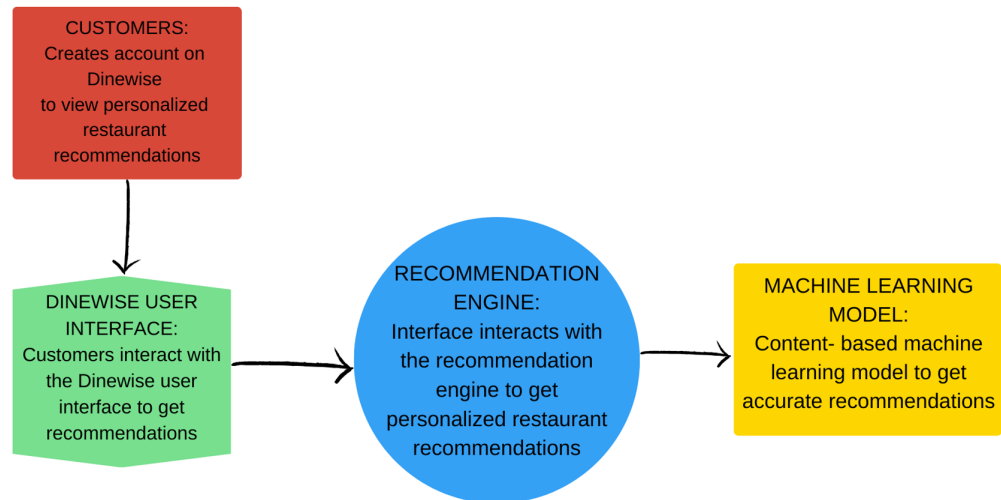 CUSTOMERS:
Creates account on
Dinewise
to view personalized
restaurant
recommendations
DINEWISE USER
INTERFACE:
Customers interact with
the Dinewise user
interface to get
recommendations
RECOMMENDATION
ENGINE:
Interface interacts with
the recommendation
engine to get
personalized restaurant
recommendations
MACHINE LEARNING
MODEL:
Content- based machine
learning model to get
accurate recommendations